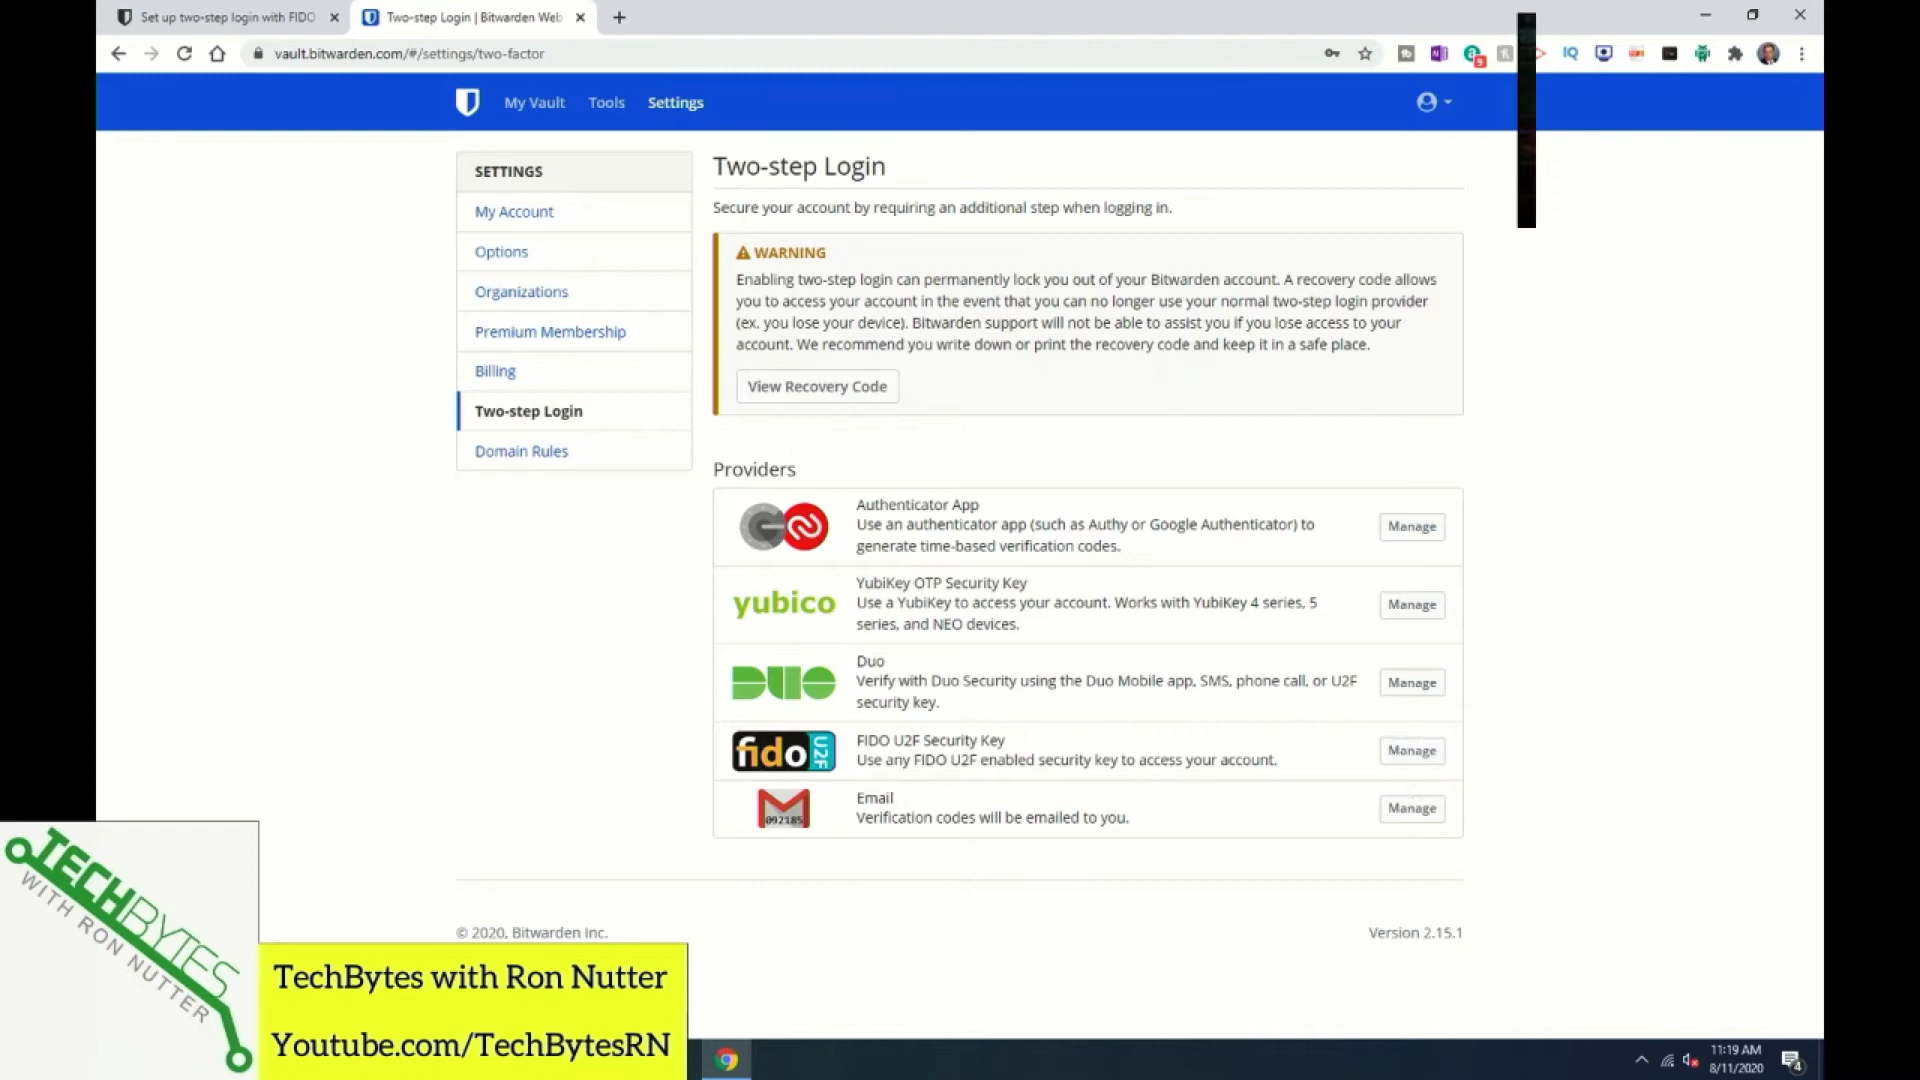 Set up two-step login with FIDO
Two-step Login | Bitwarden Web
vault.bitwarden.com/#/settings/two-factor
9
IQ
My Vault
Tools
Settings
SETTINGS
My Account
Options
Organizations
Premium Membership
Billing
Two-step Login
Domain Rules
Two-step Login
Secure your account by requiring an additional step when logging in.
WARNING
Enabling two-step login can permanently lock you out of your Bitwarden account. A recovery code allows
you to access your account in the event that you can no longer use your normal two-step login provider
(ex. you lose your device). Bitwarden support will not be able to assist you if you lose access to your
account. We recommend you write down or print the recovery code and keep it in a safe place.
View Recovery Code
Providers
Authenticator App
Use an authenticator app (such as Authy or Google Authenticator) to
generate time-based verification codes.
Manage
yubico
YubiKey OTP Security Key
Use a YubiKey to access your account. Works with YubiKey 4 series, 5
series, and NEO devices.
Manage
DUO
Duo
Verify with Duo Security using the Duo Mobile app, SMS, phone call, or U2F
security key.
Manage
fido U2F
FIDO U2F Security Key
Use any FIDO U2F enabled security key to access your account.
Manage
092185
Email
Verification codes will be emailed to you.
Manage
© 2020, Bitwarden Inc.
Version 2.15.1
TECHBYTES
WITH RON NUTTER
TechBytes with Ron Nutter
Youtube.com/TechBytesRN
11:19 AM
8/11/2020
4